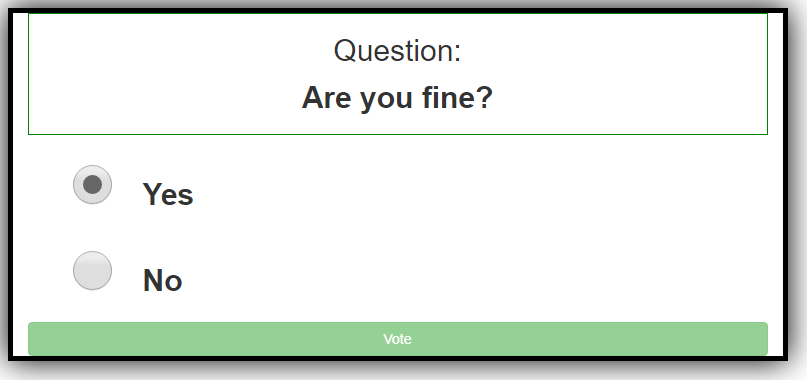 Question:
Are you fine?
Yes
No
Vote